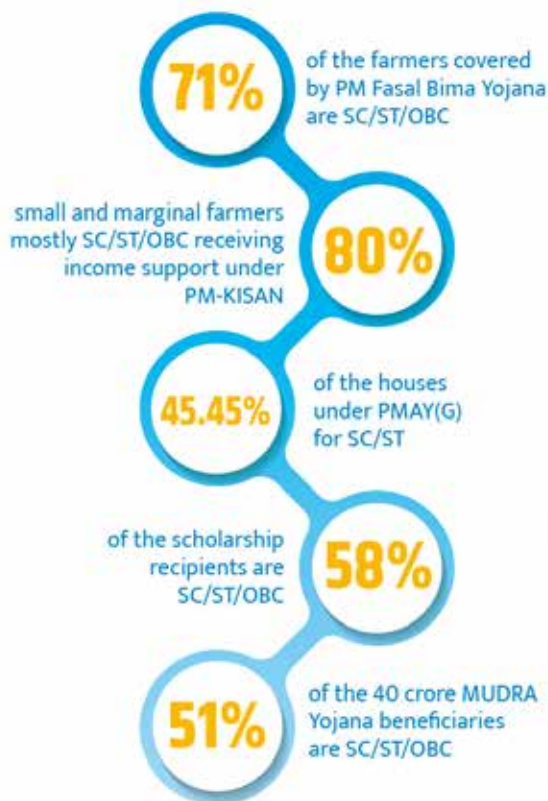 71%
of the farmers covered
by PM Fasal Bima Yojana
are SC/ST/OBC
small and marginal farmers
mostly SC/ST/OBC receiving
income support under
PM-KISAN
80%
45.45%
of the houses
under PMAY(G)
for SC/ST
of the scholarship
recipients are
SC/ST/OBC
58%
51%
of the 40 crore MUDRA
Yojana beneficiaries
are SC/ST/OBC